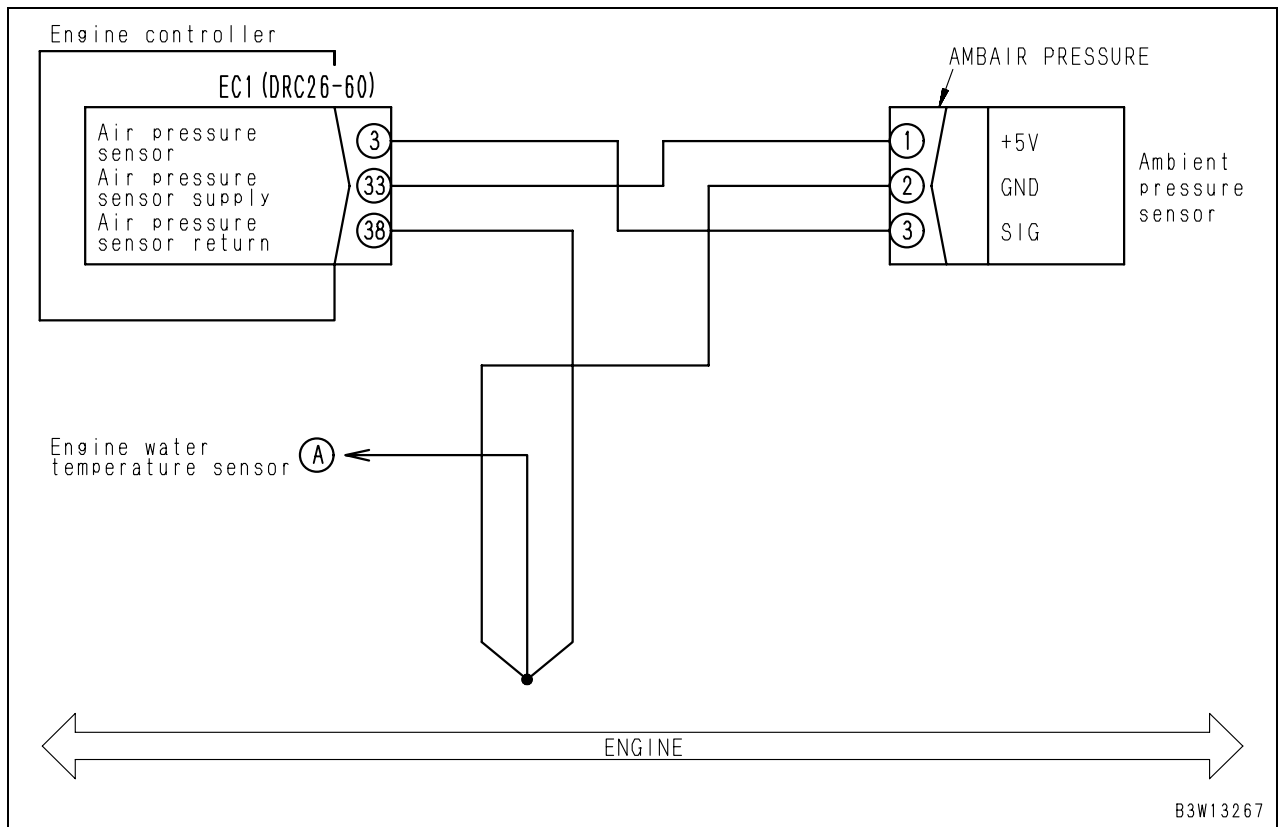 Engine controller
EC1 (DRC26-60)
Air pressure
sensor
Air pressure
sensor supply
Air pressure
sensor return
3
33
38
AMBAIR PRESSURE
1
2
3
+5V
GND
SIG
Ambient
pressure
sensor
Engine water
temperature sensor
A
ENGINE
B3W13267